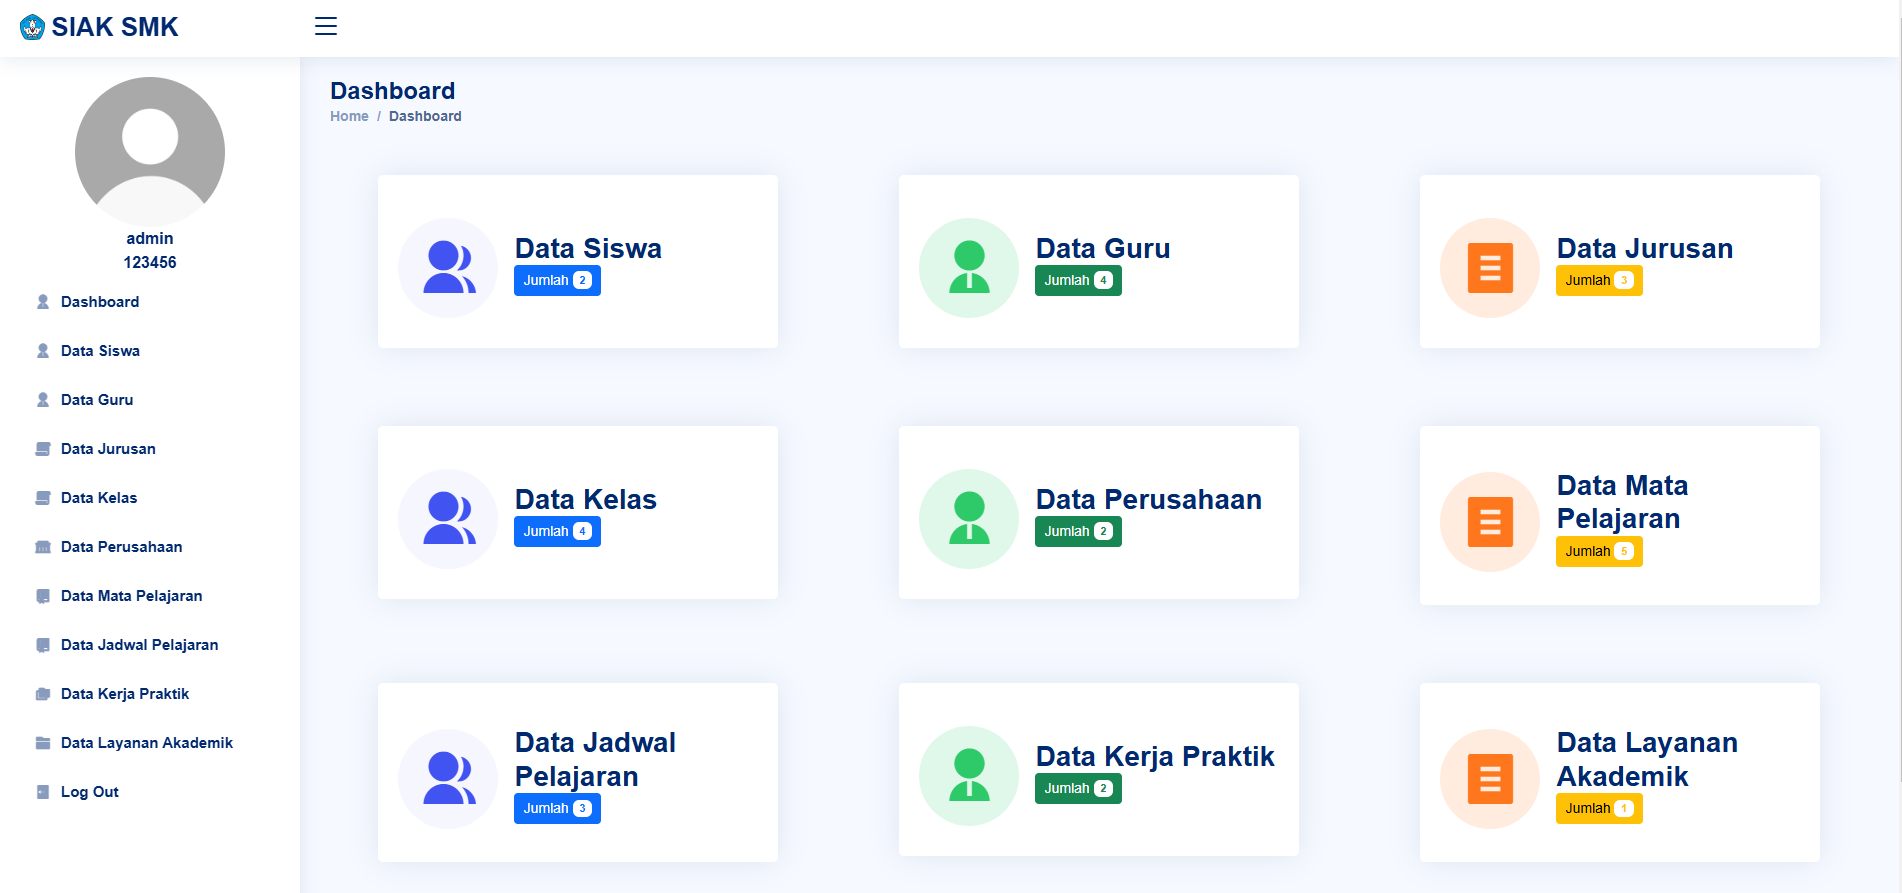 SIAK SMK
admin
123456
Dashboard
Data Siswa
Data Guru
Data Jurusan
Data Kelas
Data Perusahaan
Data Mata Pelajaran
Data Jadwal Pelajaran
Data Kerja Praktik
Data Layanan Akademik
Log Out
Dashboard
Home / Dashboard
Data Siswa
Jumlah 2
Data Guru
Jumlah 4
Data Jurusan
Jumlah 3
Data Kelas
Jumlah 4
Data Perusahaan
Jumlah 2
Data Mata
Pelajaran
Jumlah 5
Data Jadwal
Pelajaran
Jumlah 3
Data Kerja Praktik
Jumlah 2
Data Layanan
Akademik
Jumlah 1